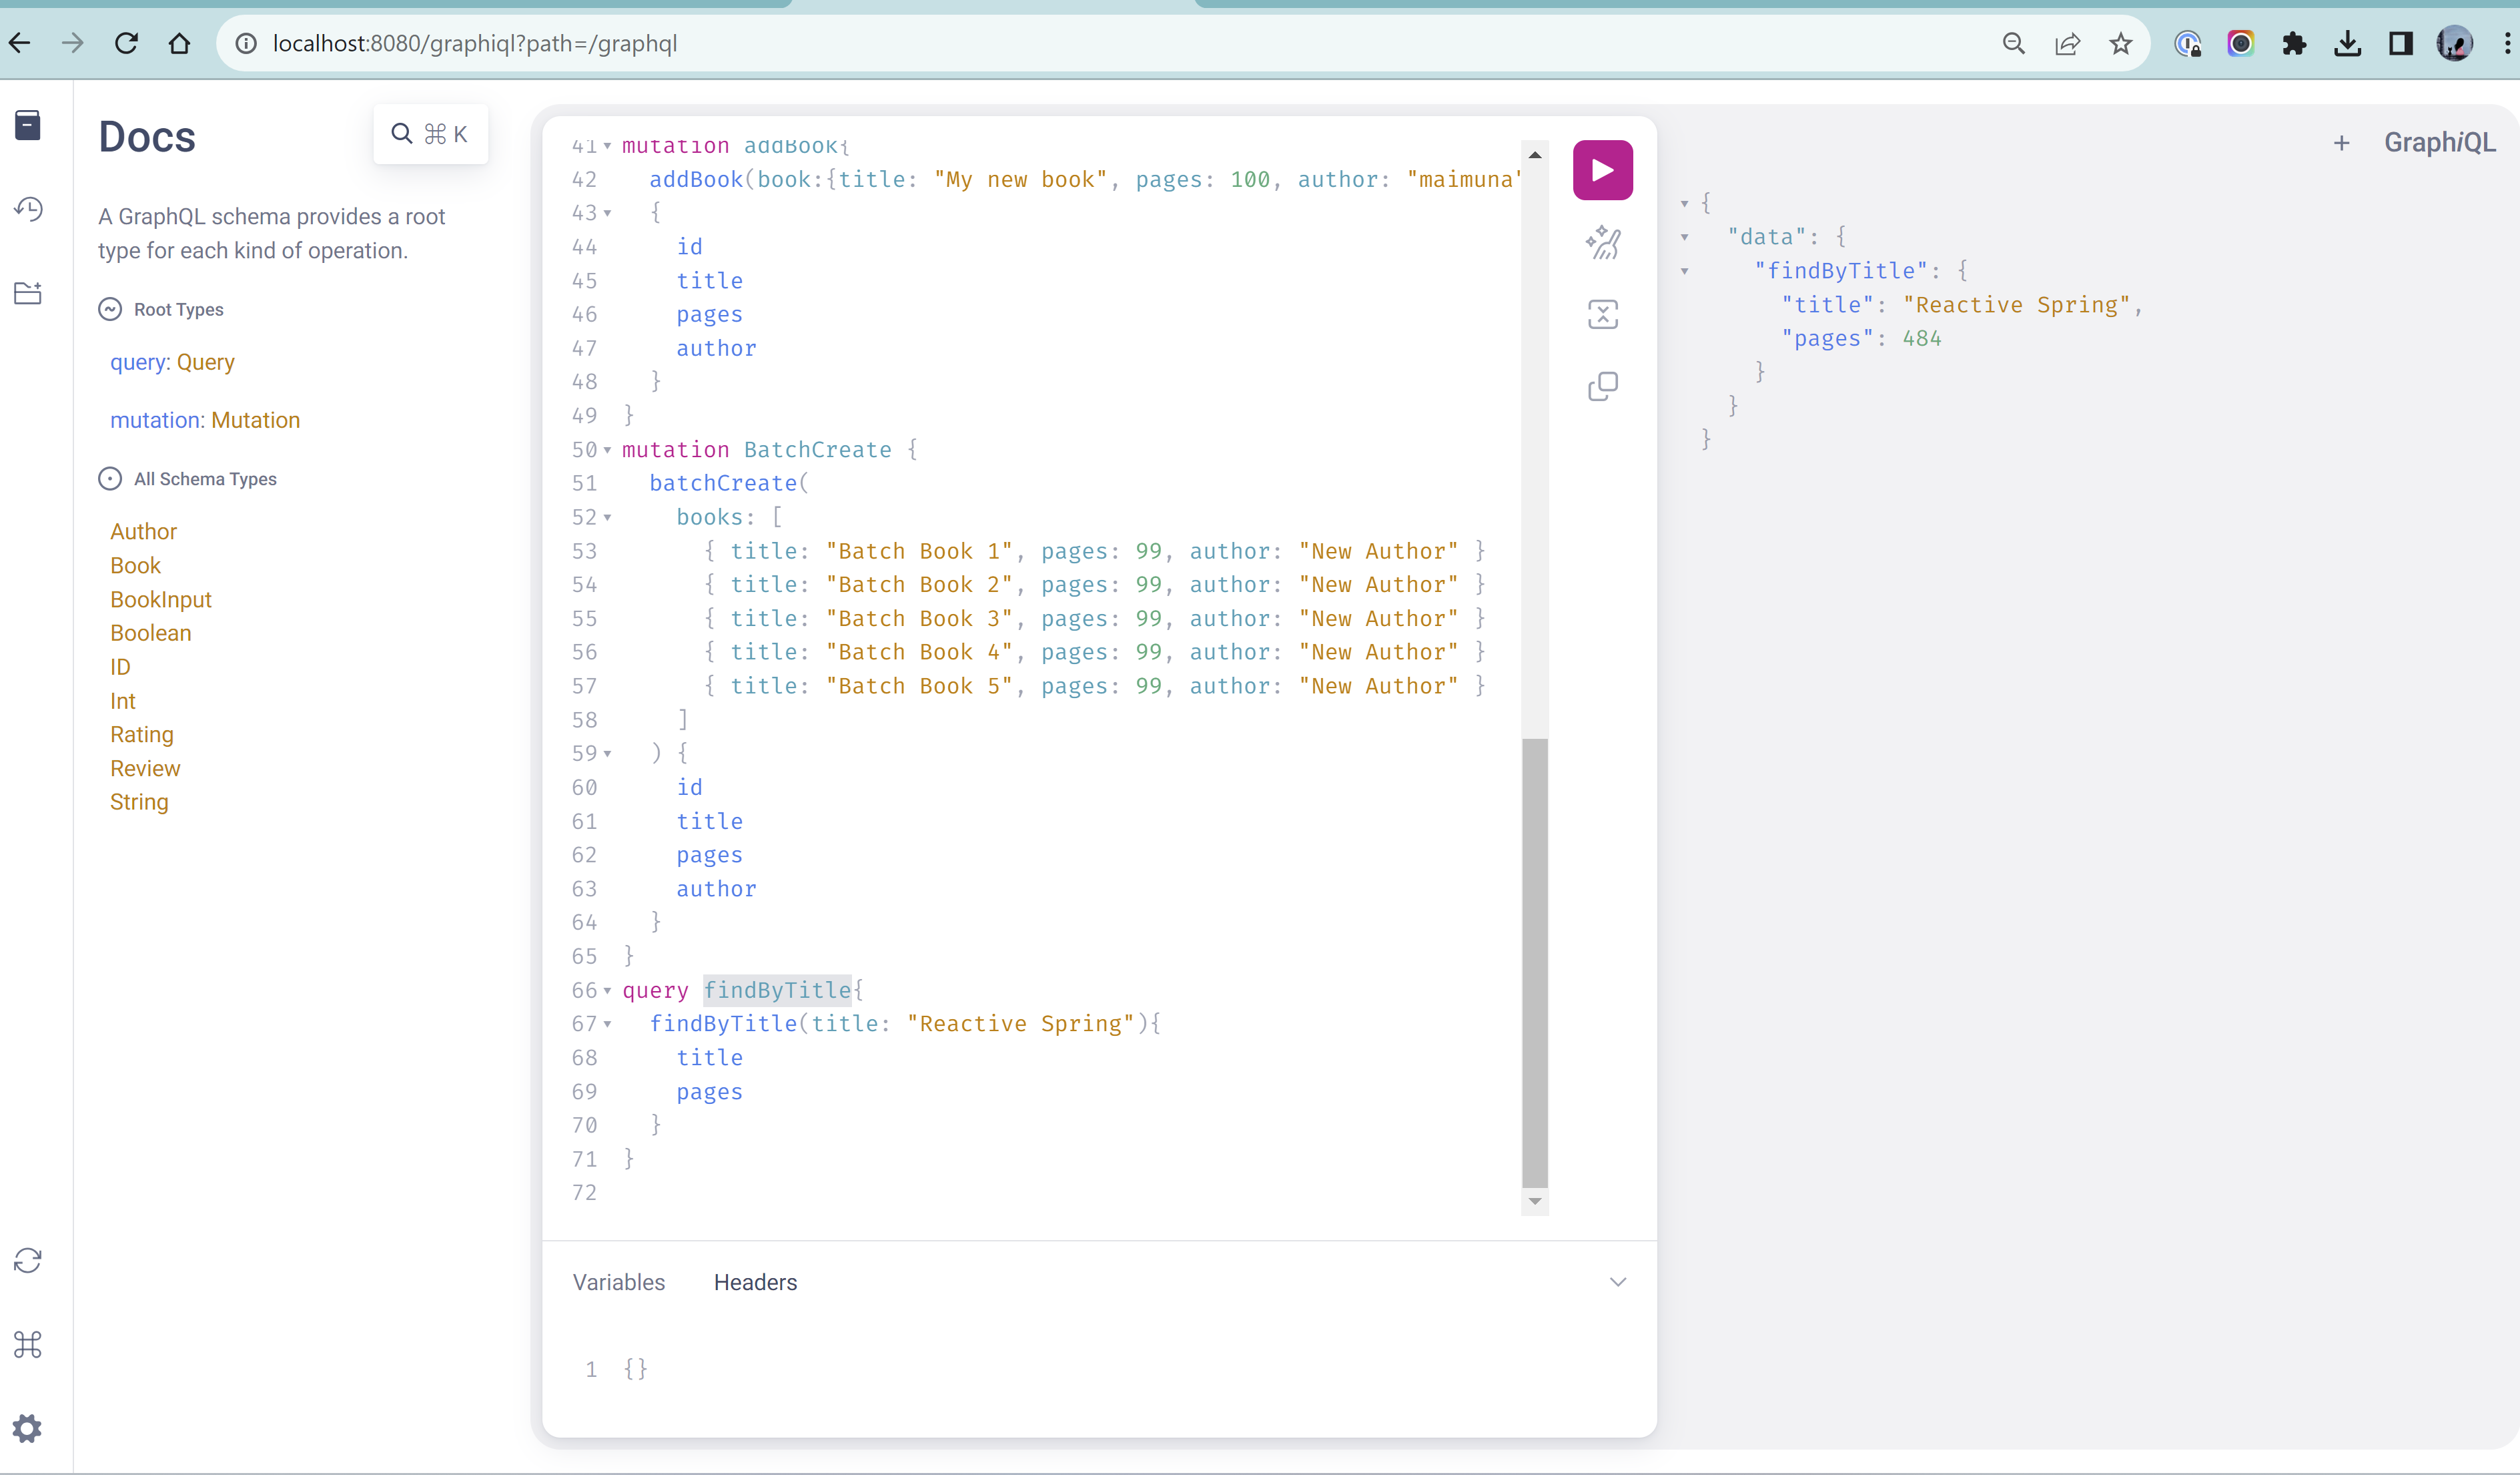 localhost:8080/graphiql?path=/graphql
Docs
⌘ K
A GraphQL schema provides a root
type for each kind of operation.
Root Types
query: Query
mutation: Mutation
All Schema Types
Author
Book
BookInput
Boolean
ID
Int
Rating
Review
String
41 mutation addBook{
42 addBook(book:{title: "My new book", pages: 100, author: "maimuna"
43 {
44 id
45 title
46 pages
47 author
48 }
49 }
50 mutation BatchCreate {
51 batchCreate(
52 books: [
53 { title: "Batch Book 1", pages: 99, author: "New Author" }
54 { title: "Batch Book 2", pages: 99, author: "New Author" }
55 { title: "Batch Book 3", pages: 99, author: "New Author" }
56 { title: "Batch Book 4", pages: 99, author: "New Author" }
57 { title: "Batch Book 5", pages: 99, author: "New Author" }
58 ]
59 ) {
60 id
61 title
62 pages
63 author
64 }
65 }
66 query findByTitle{
67 findByTitle(title: "Reactive Spring"){
68 title
69 pages
70 }
71 }
72
Variables Headers
1 {}
+ GraphiQL
{
"data": {
"findByTitle": {
"title": "Reactive Spring",
"pages": 484
}
}
}